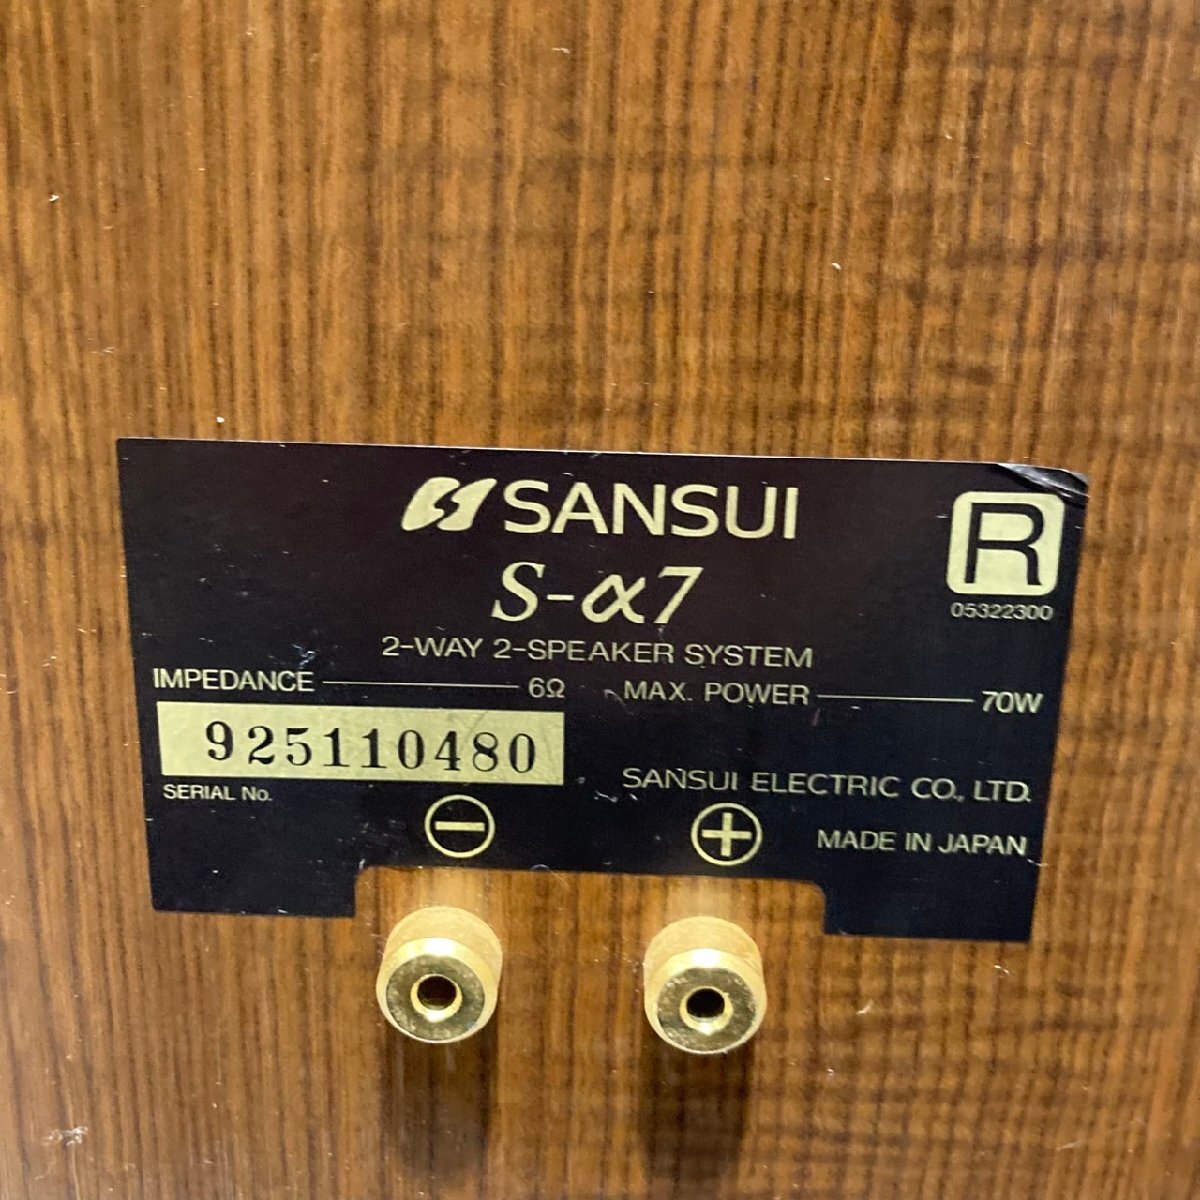 SANSUI
R
S-α7
05322300
2-WAY 2-SPEAKER SYSTEM
IMPEDANCE 6Ω MAX. POWER 70W
925110480
SERIAL No.
SANSUI ELECTRIC CO., LTD.
− +
MADE IN JAPAN